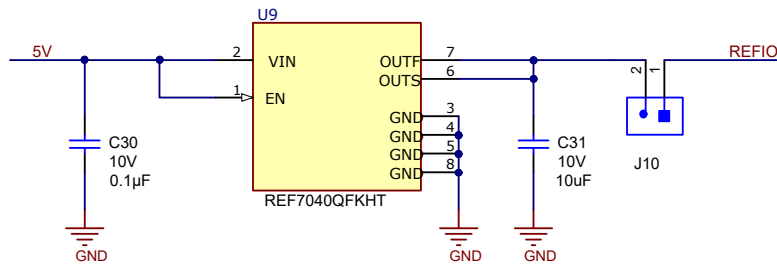 U9
5V
2
VIN
OUTF
7
REFIO
OUTS
6
2
1
1
EN
GND
3
GND
4
GND
5
GND
8
C30
10V
0.1µF
C31
10V
10uF
J10
REF7040QFKHT
GND
GND
GND